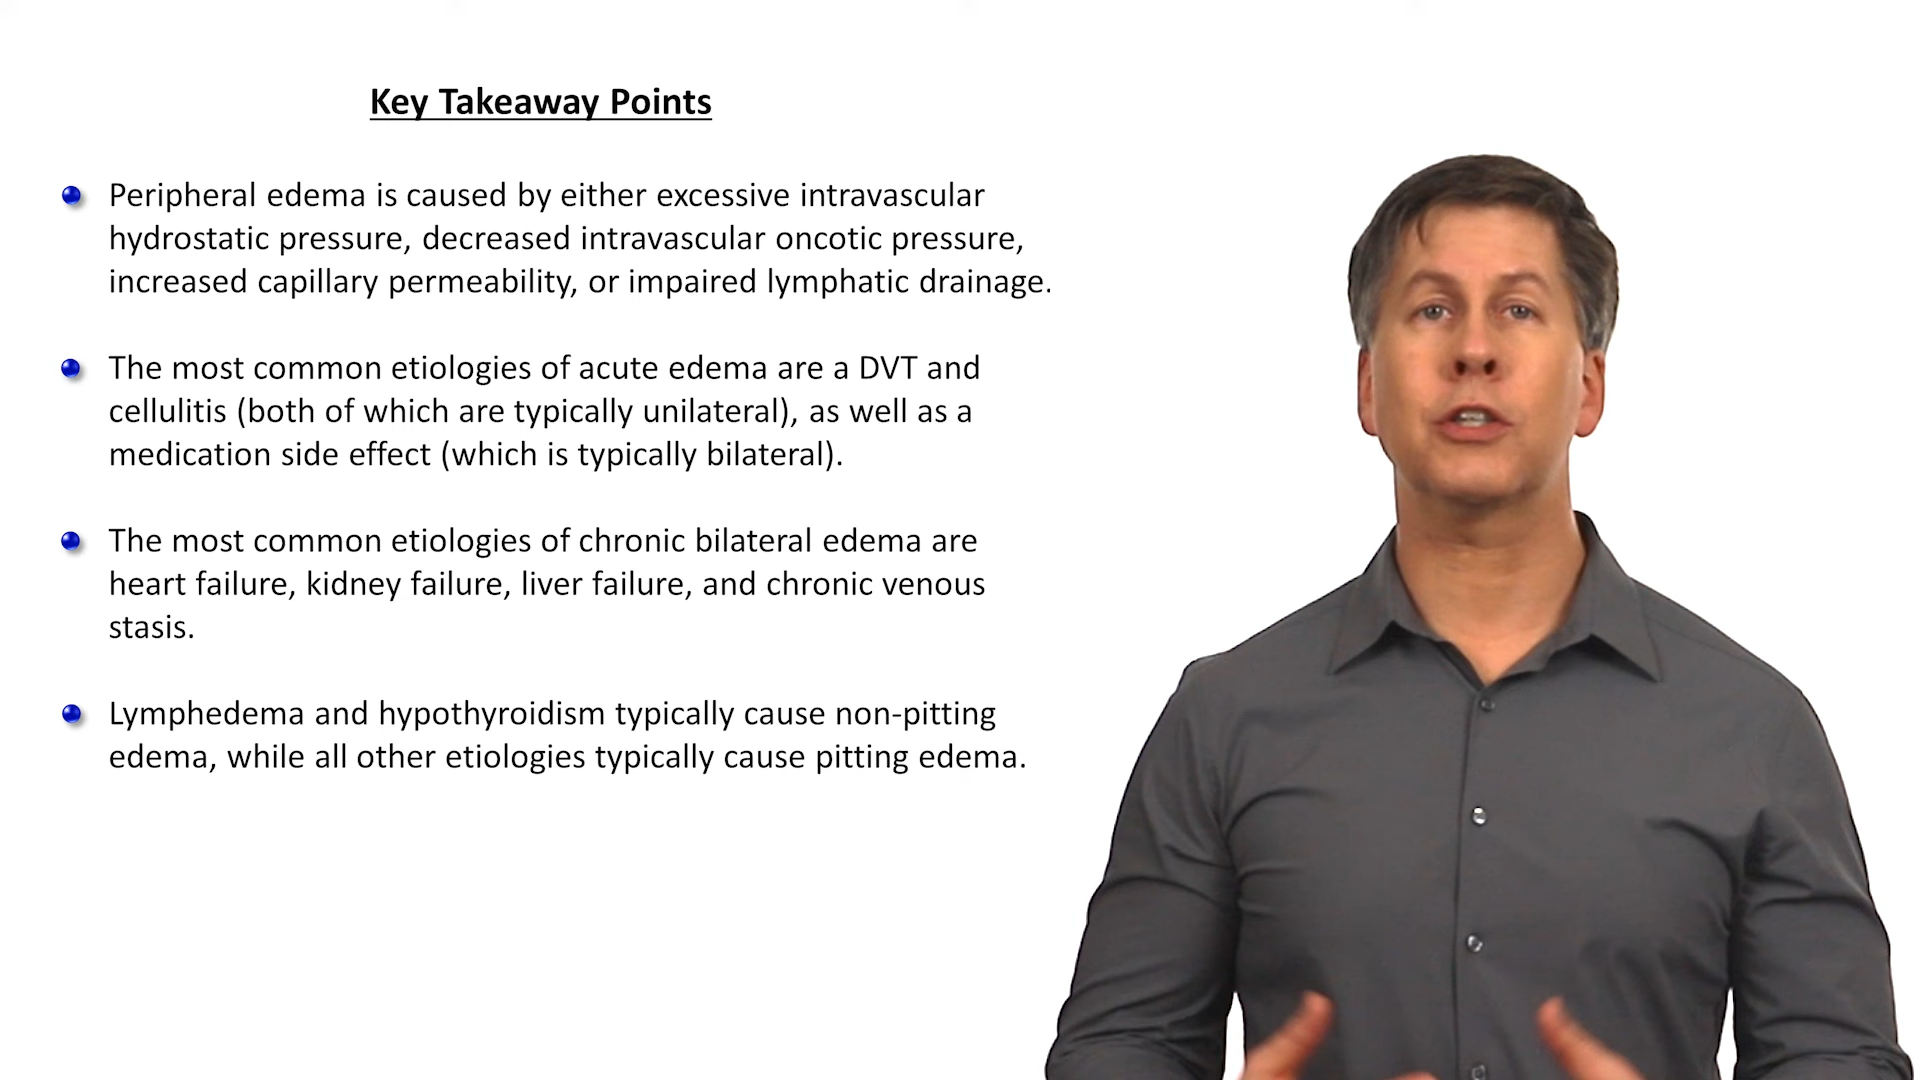 Key Takeaway Points
Peripheral edema is caused by either excessive intravascular
hydrostatic pressure, decreased intravascular oncotic pressure,
increased capillary permeability, or impaired lymphatic drainage.
The most common etiologies of acute edema are a DVT and
cellulitis (both of which are typically unilateral), as well as a
medication side effect (which is typically bilateral).
The most common etiologies of chronic bilateral edema are
heart failure, kidney failure, liver failure, and chronic venous
stasis.
Lymphedema and hypothyroidism typically cause non-pitting
edema, while all other etiologies typically cause pitting edema.